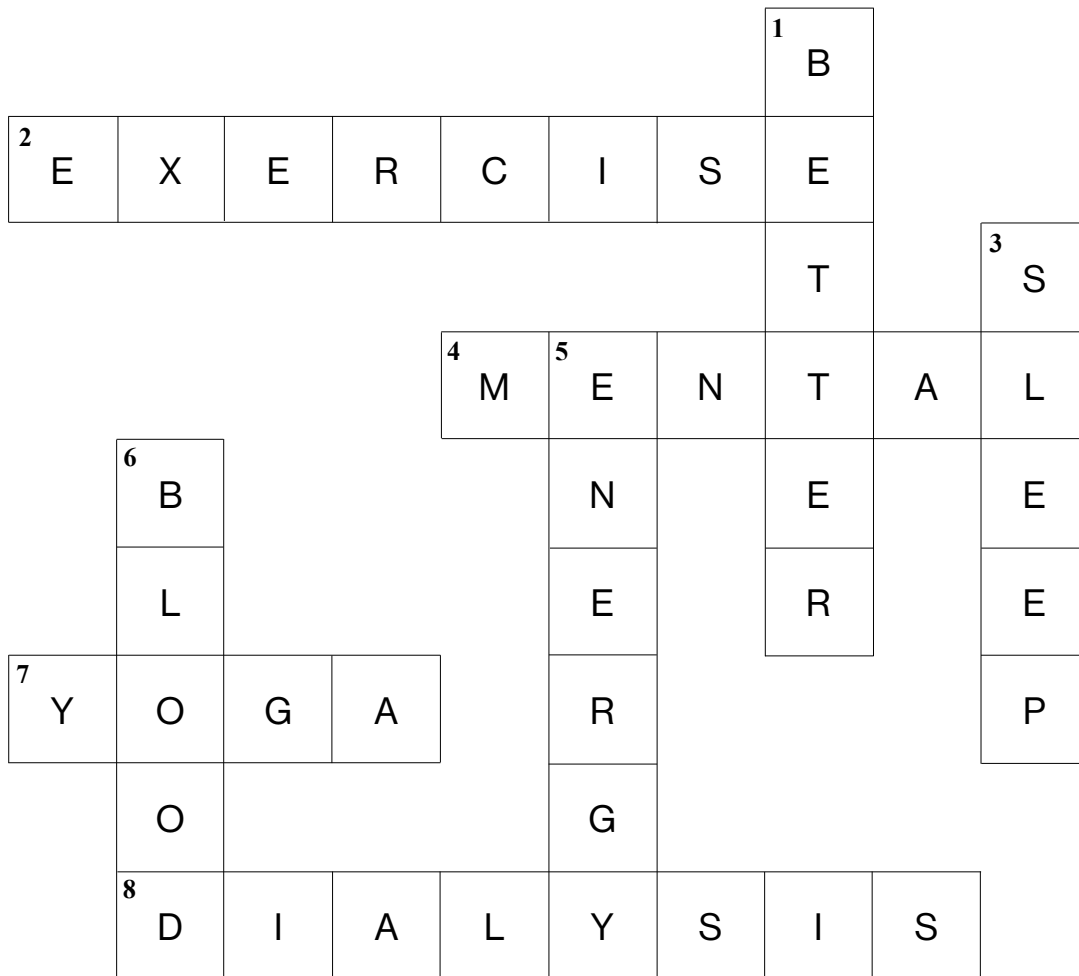 1 B
2 E X E R C I S E
T 3 S
4 M 5 E N T A L
6 B N E E
L E R E
7 Y O G A R P
O G
8 D I A L Y S I S